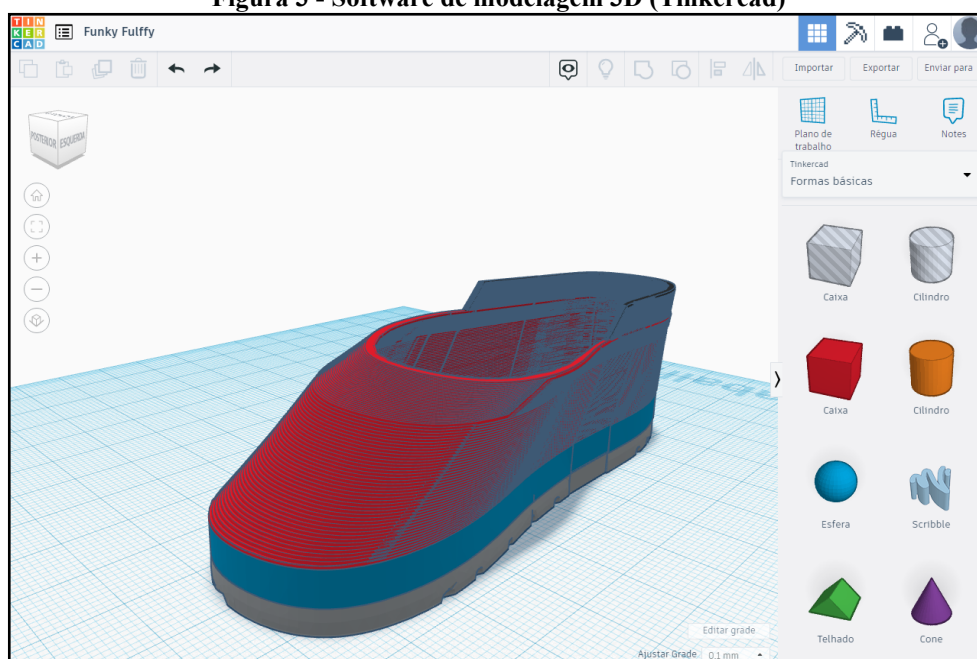 Figura 5 - Software de modelagem 3D (Tinkercad)
TIN
KER
CAD
Funky Fulffy
Importar
Exportar
Enviar para
POSTERIOR
ESQUERDA
Plano de
trabalho
Régua
Notes
Tinkercad
Formas básicas
Caixa
Cilindro
Caixa
Cilindro
Esfera
Scribble
Telhado
Cone
Editar grade
Ajustar Grade 0,1 mm